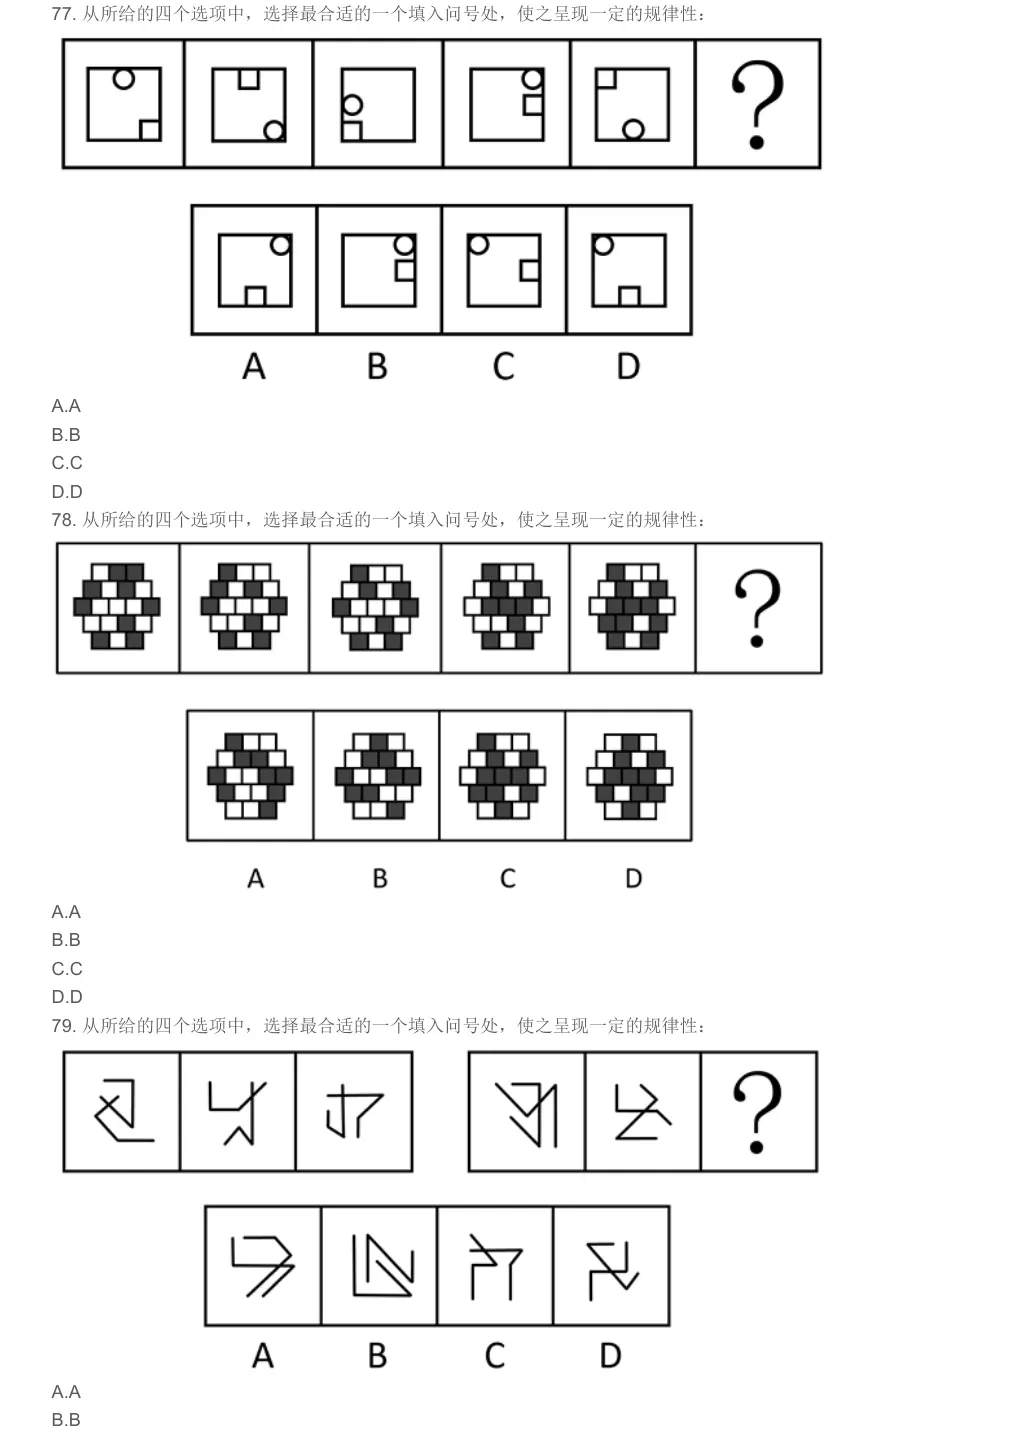 77. 从所给的四个选项中，选择最合适的一个填入问号处，使之呈现一定的规律性：
?
A B C D
A.A
B.B
C.C
D.D
78. 从所给的四个选项中，选择最合适的一个填入问号处，使之呈现一定的规律性：
?
A B C D
A.A
B.B
C.C
D.D
79. 从所给的四个选项中，选择最合适的一个填入问号处，使之呈现一定的规律性：
?
A B C D
A.A
B.B